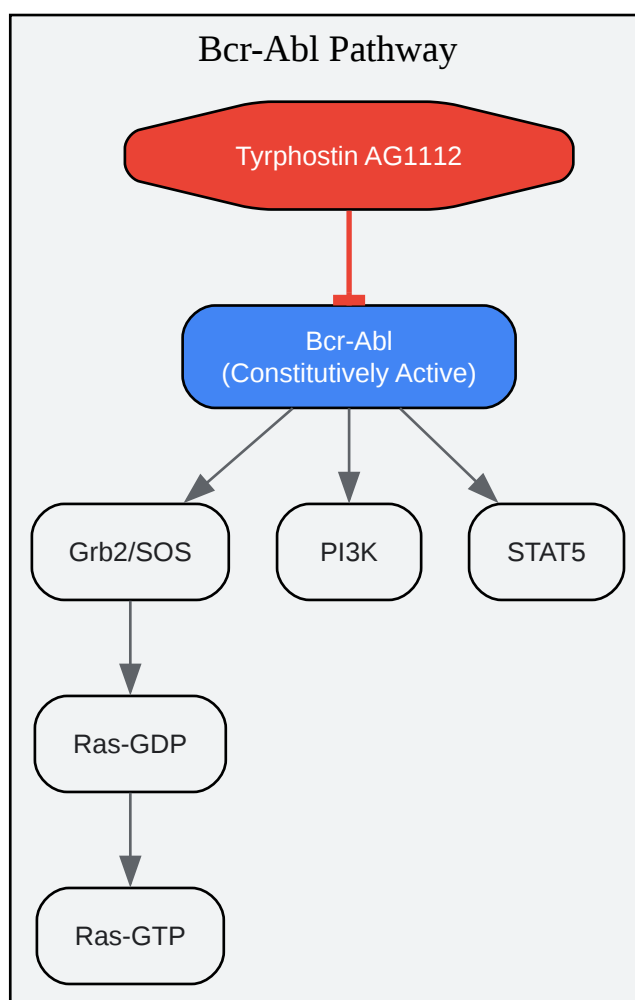 Bcr-Abl Pathway
Tyrphostin AG1112
Bcr-Abl
(Constitutively Active)
Grb2/SOS
PI3K
STAT5
Ras-GDP
Ras-GTP